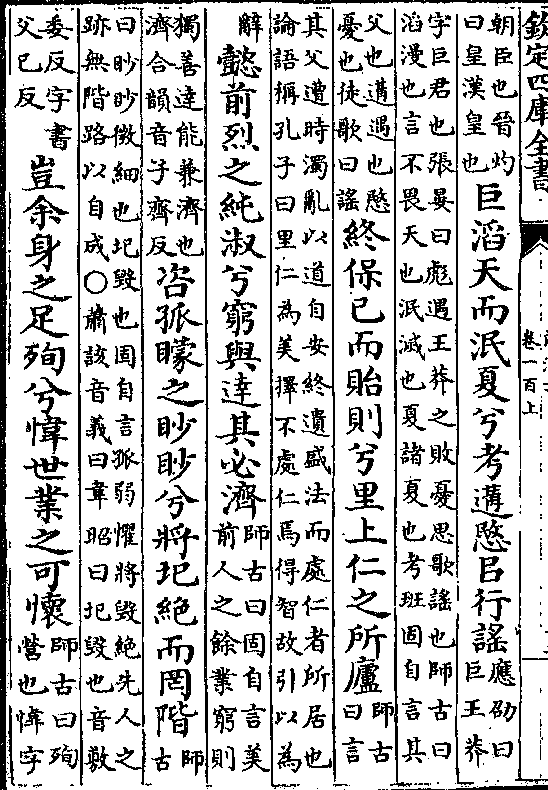 欽定四庫全書
卷一百上
朝臣也晉灼
曰皇漢皇也
巨滔天而泯夏兮考遘愍㠯行謠
應劭曰
巨王莽
字巨君也張晏曰彪遇王莽之敗憂思歌謠也師古曰
滔漫也言不畏天也泯滅也夏諸夏也考班固自言其
父也遘遇也愍
憂也徒歌曰謠
終保已而貽則兮里上仁之所廬
師古
曰言
其父遭時濁亂以道自安終遺盛法而處仁者所居也
論語稱孔子曰里仁為美擇不處仁焉得智故引以為
辭
懿前烈之純淑兮窮與達其必濟
師古曰固自言美
前人之餘業窮則
獨善達能兼濟也
濟合韻音子齊反
咨孤矇之眇眇兮將圮絶而罔階
師
古
曰眇眇微細也圮毀也固自言孤弱懼將毀絶先人之
跡無階路以自成○蕭該音義曰韋昭曰圮毀也音敷
委反字書
父已反
豈余身之足殉兮愇世業之可懷
師古曰殉
營也愇字